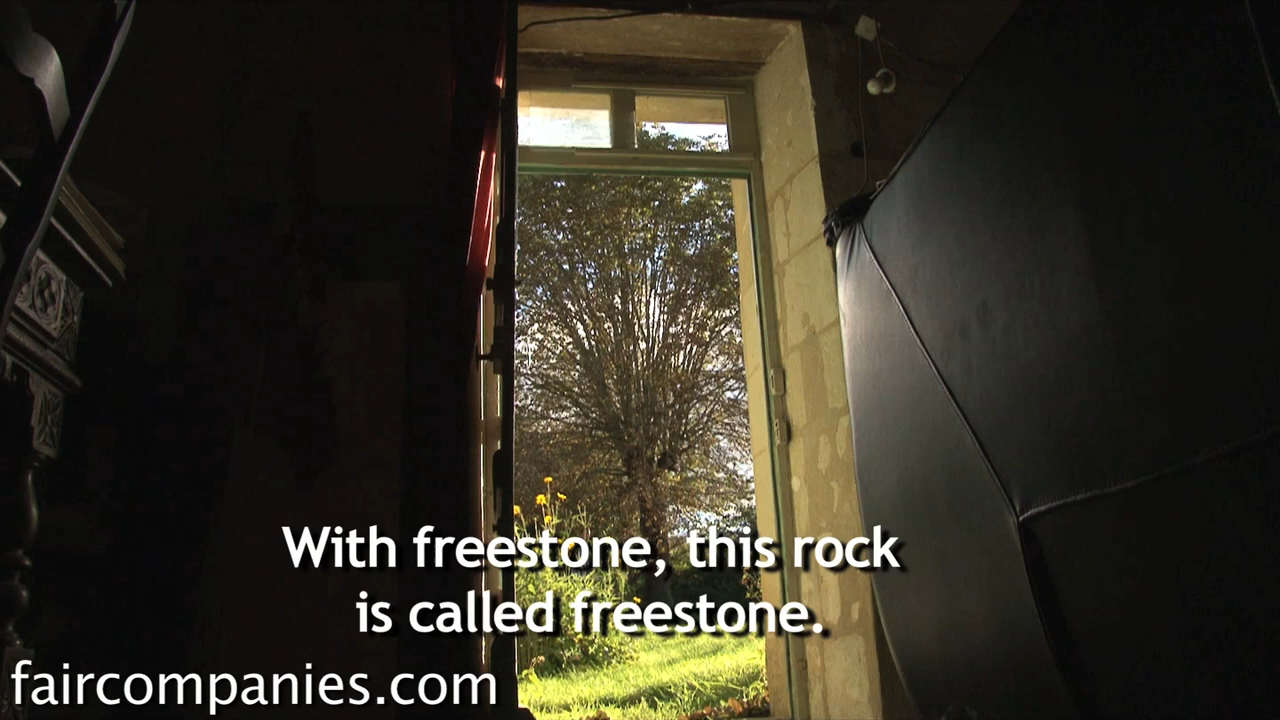 With freestone, this rock
is called freestone.
faircompanies.com